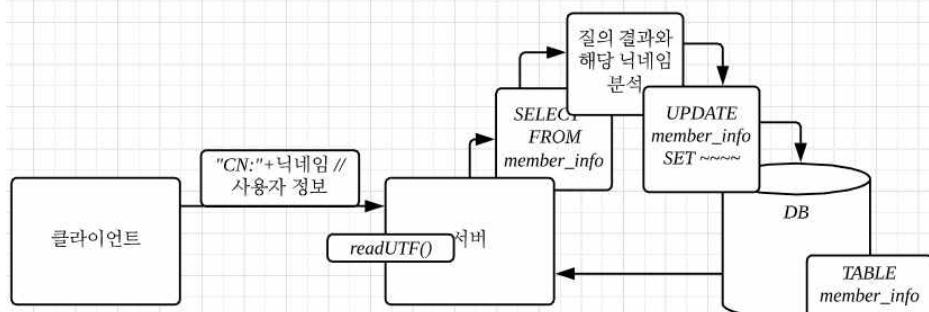 질의 결과와
해당 닉네임
분석
SELECT
FROM
member_info
UPDATE
member_info
SET ~~~~
"CN:"+닉네임 //
사용자 정보
클라이언트
readUTF()
서버
DB
TABLE
member_info